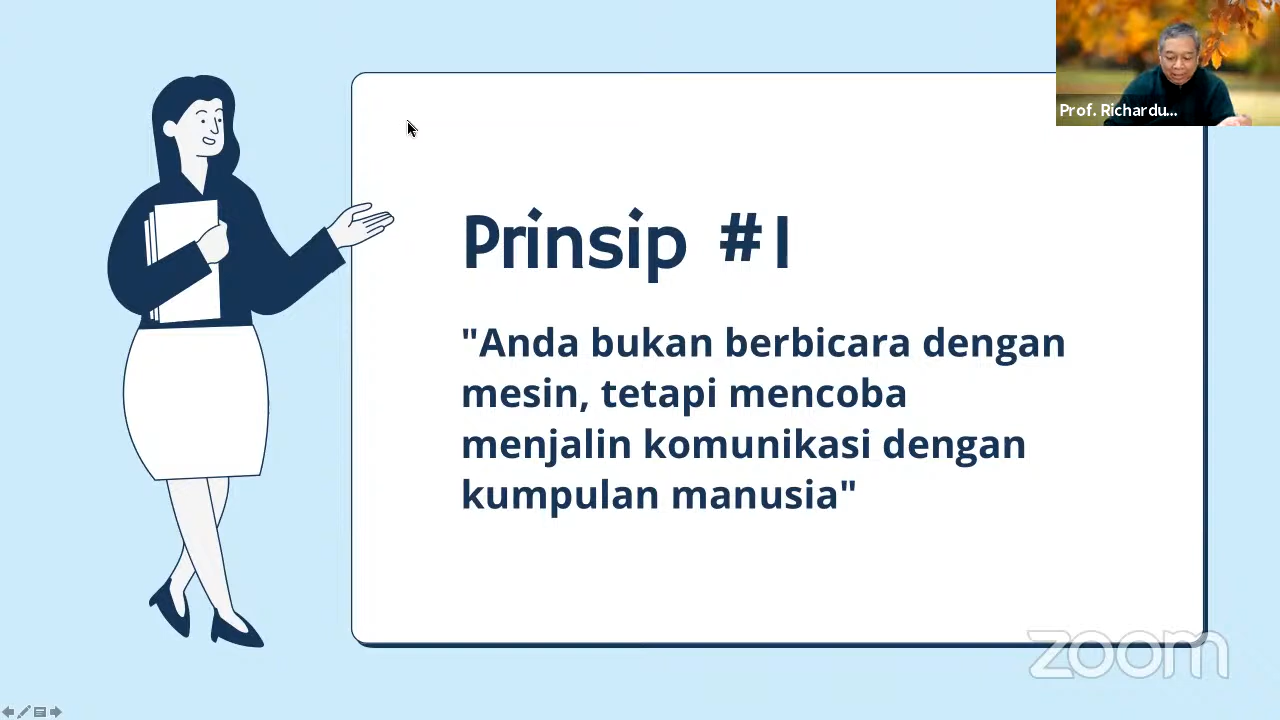 Prof. Richardu...
Prinsip #1
"Anda bukan berbicara dengan
mesin, tetapi mencoba
menjalin komunikasi dengan
kumpulan manusia"
zoom